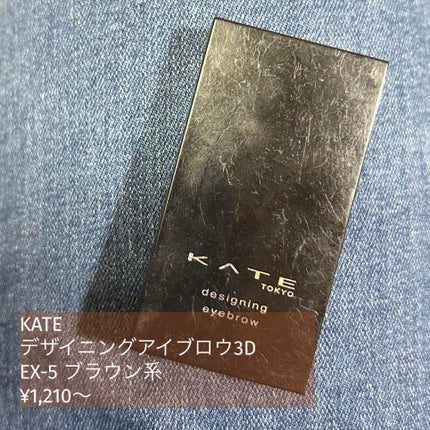 KATE
TOKYO
designing
eyebrow
KATE
デザイニングアイブロウ3D
EX-5 ブラウン系
¥1,210〜